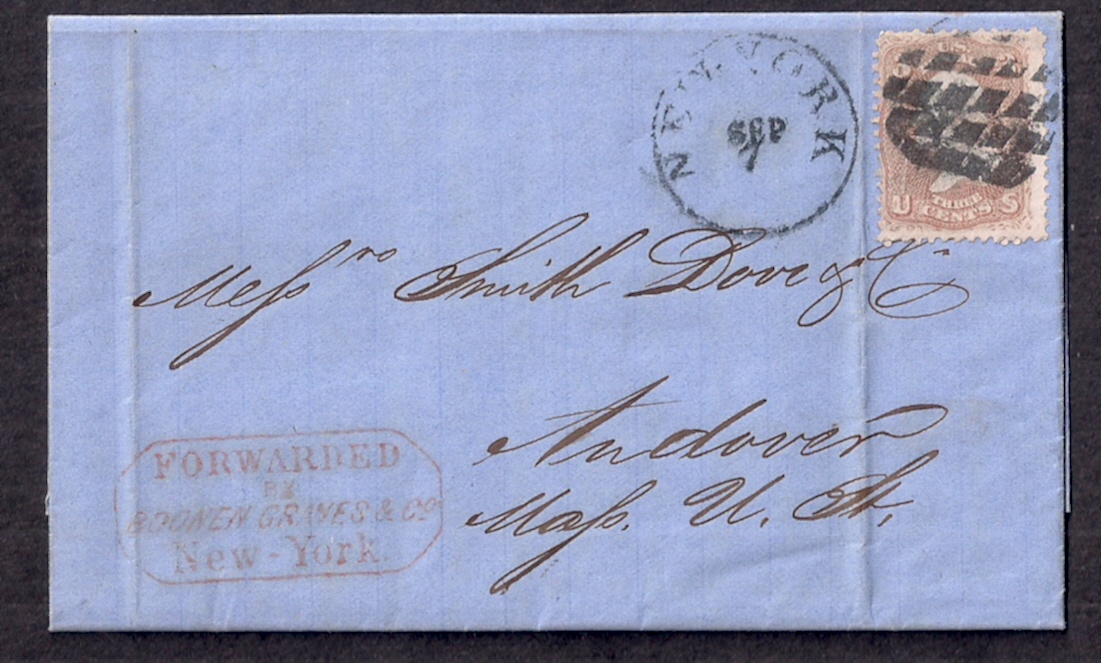 NEW-YORK
SEP
7
U.S. P.O.
THREE
U CENTS S
Messrs Smith Dove & Co
Andover
Mass. U. St.
FORWARDED
BY
BOONEN GRAVES & Co
New-York.